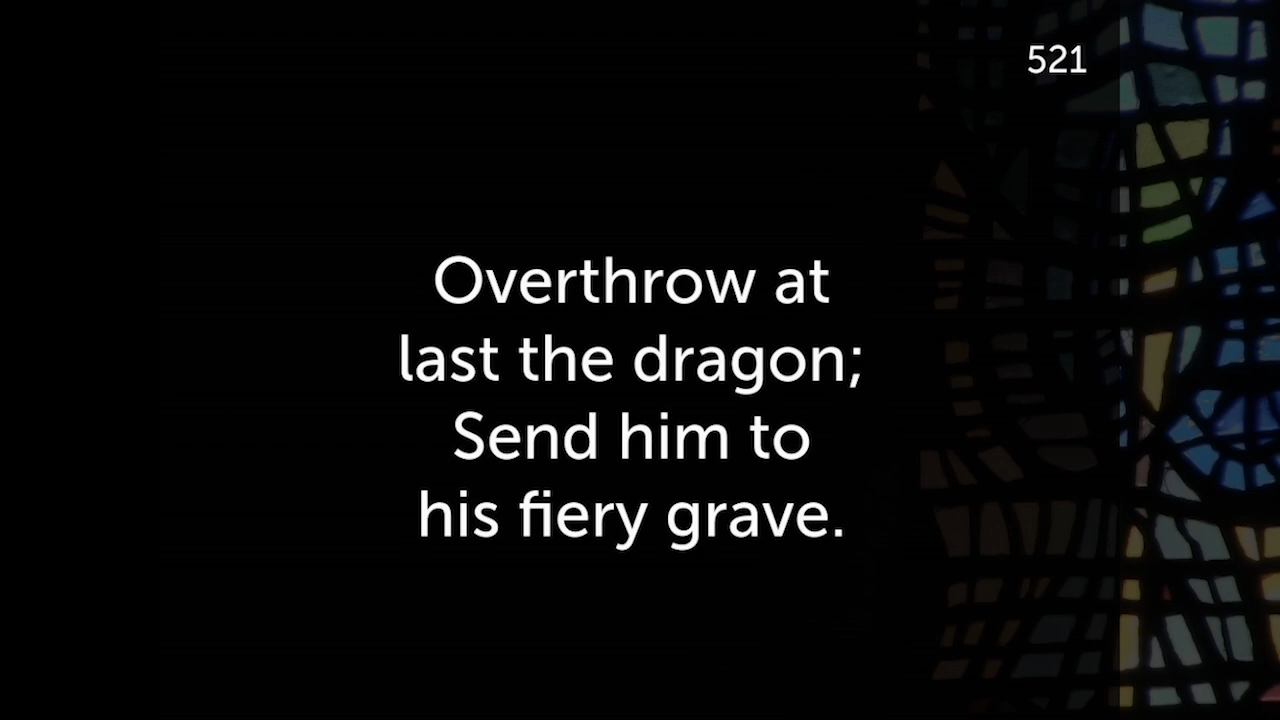 521
Overthrow at
last the dragon;
Send him to
his fiery grave.